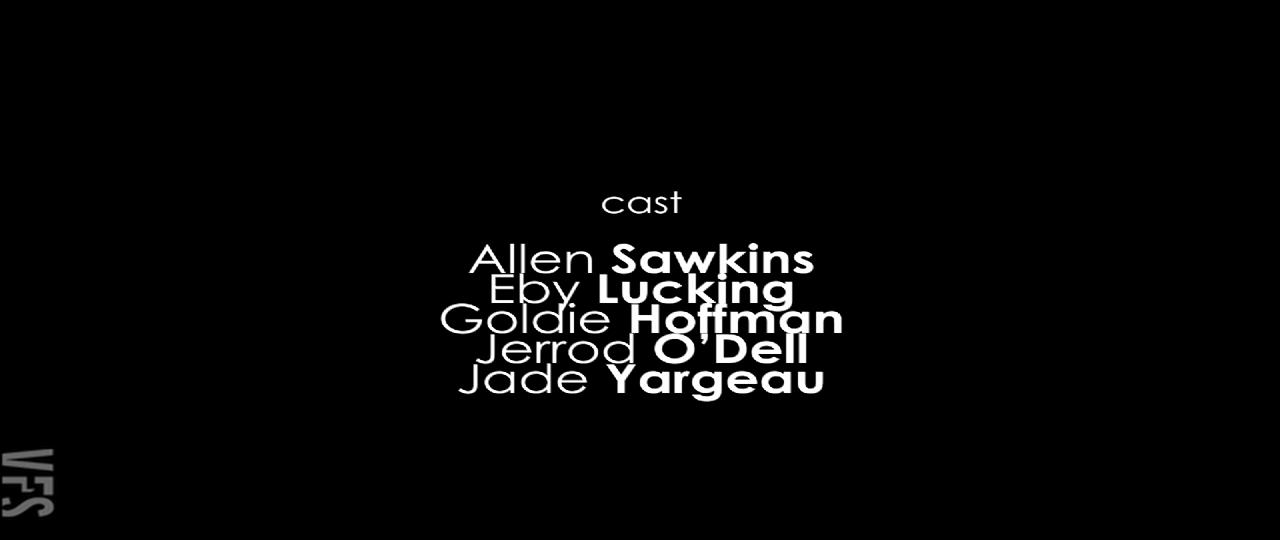 cast
Allen Sawkins
Eby Lucking
Goldie Hoffman
Jerrod O'Dell
Jade Yargeau
VFS